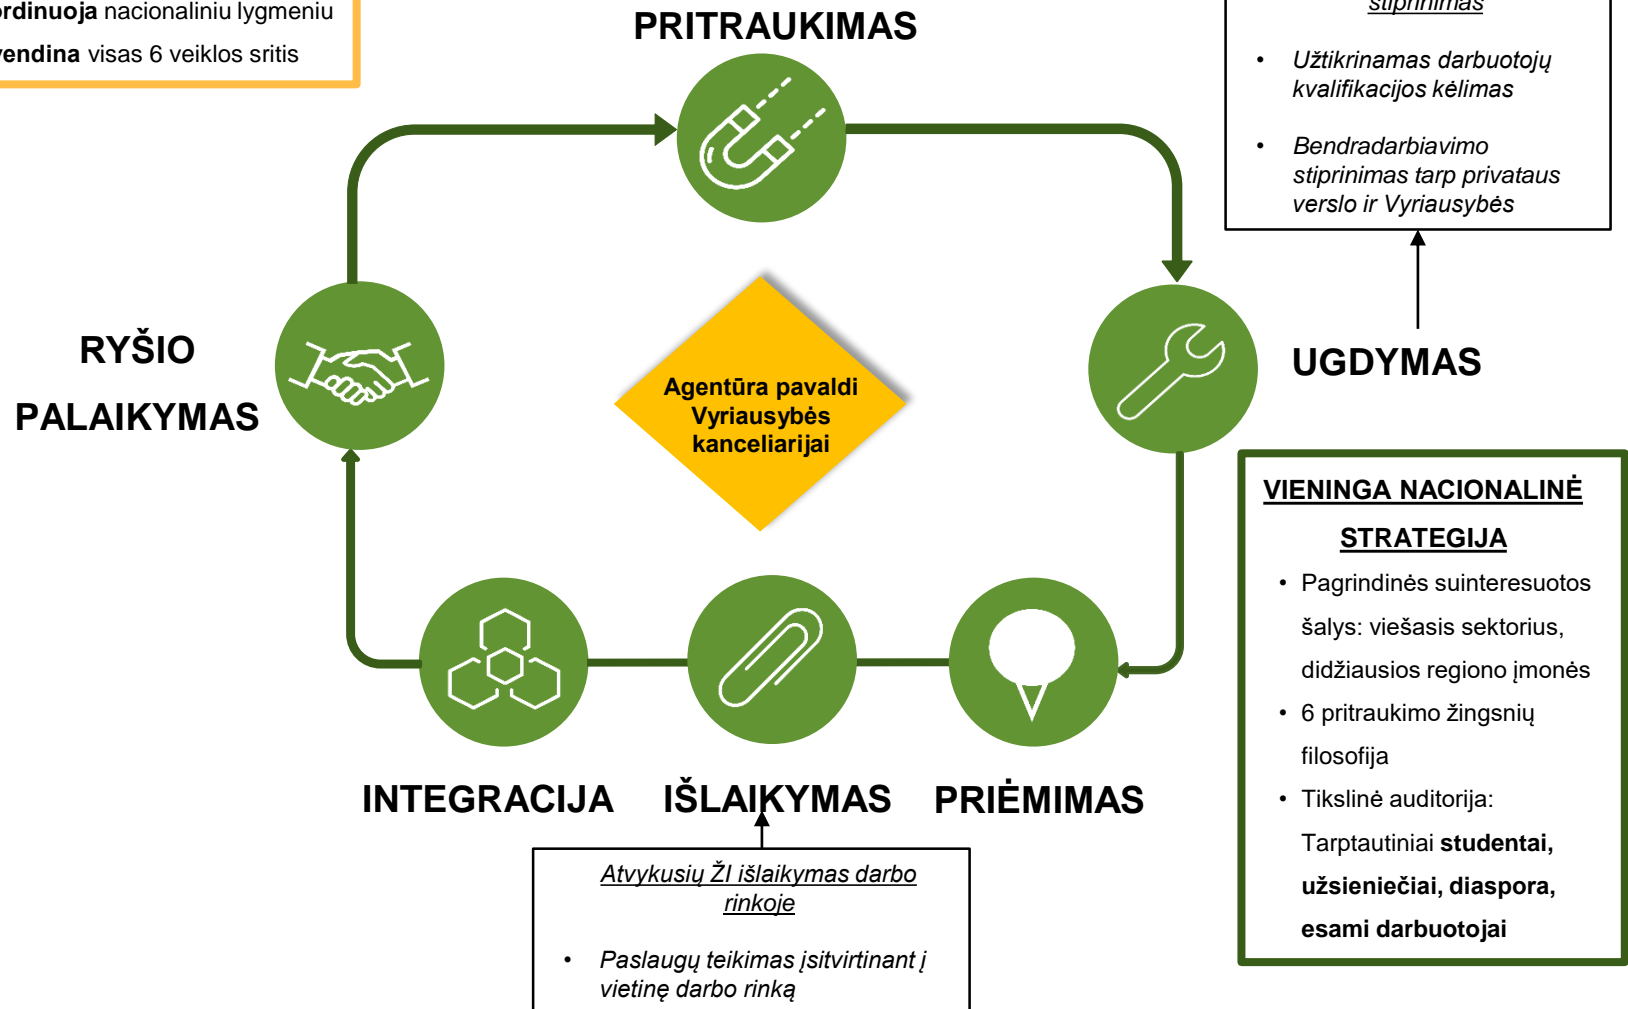 nacionaliniu lygmeniu
visas 6 veiklos sritis
PRITRAUKIMAS
stiprinimas
• Užtikrinamas darbuotojų
kvalifikacijos kėlimas
• Bendradarbiavimo
stiprinimas tarp privataus
verslo ir Vyriausybės
RYŠIO
PALAIKYMAS
Agentūra pavaldi
Vyriausybės
kanceliarijai
UGDYMAS
VIENINGA NACIONALINĖ
STRATEGIJA
• Pagrindinės suinteresuotos
šalys: viešasis sektorius,
didžiausios regiono įmonės
• 6 pritraukimo žingsnių
filosofija
• Tikslinė auditorija:
Tarptautiniai studentai,
užsieniečiai, diaspora,
esami darbuotojai
INTEGRACIJA
IŠLAIKYMAS
PRIĖMIMAS
Atvykusių ŽI išlaikymas darbo
rinkoje
• Paslaugų teikimas įsitvirtinant į
vietinę darbo rinką